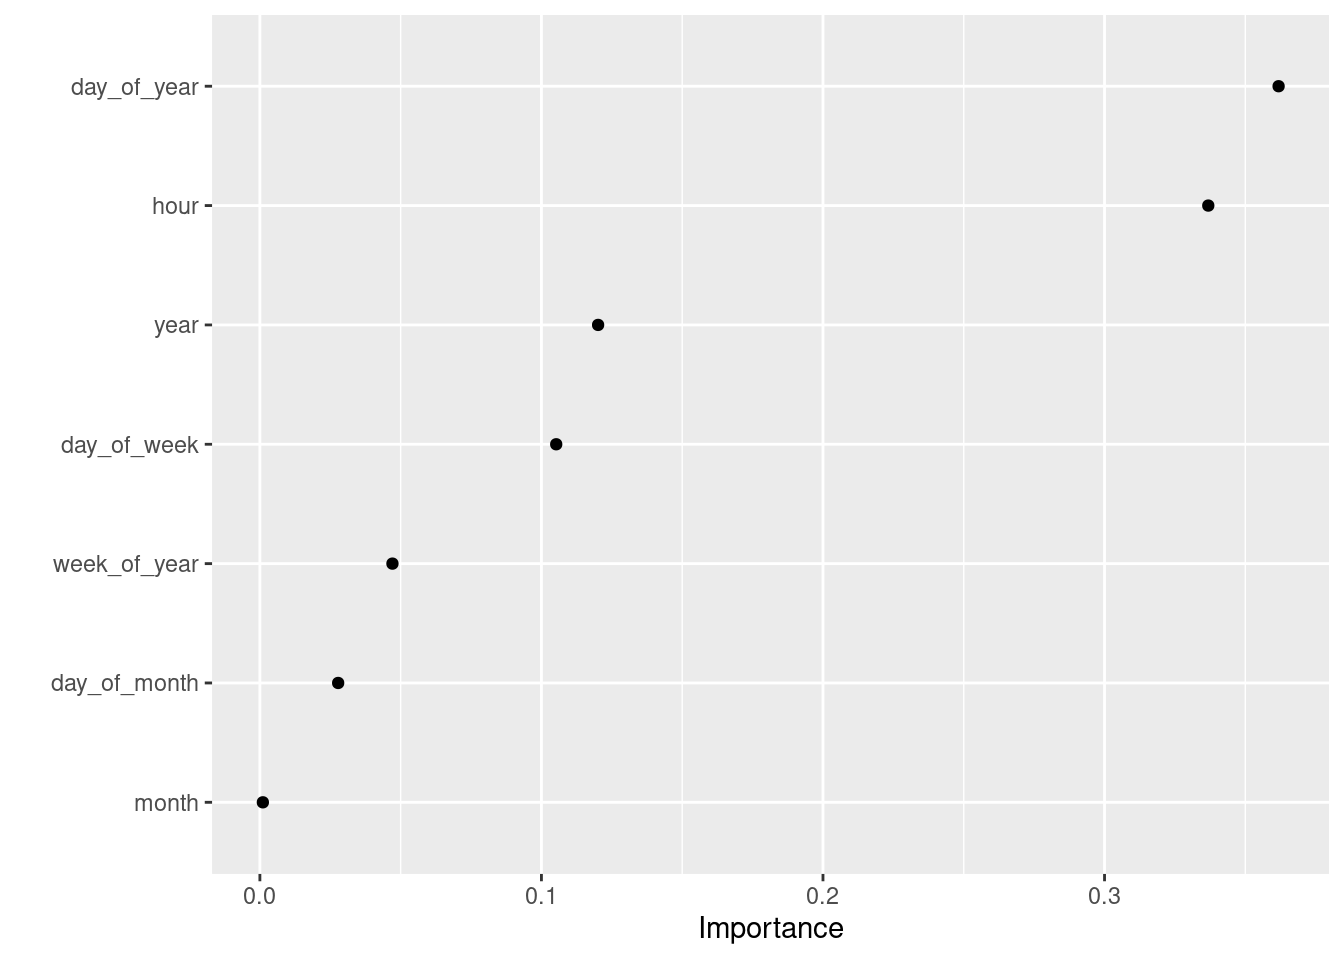 day_of_year
hour
year
day_of_week
week_of_year
day_of_month
month
0.0 0.1 0.2 0.3
Importance